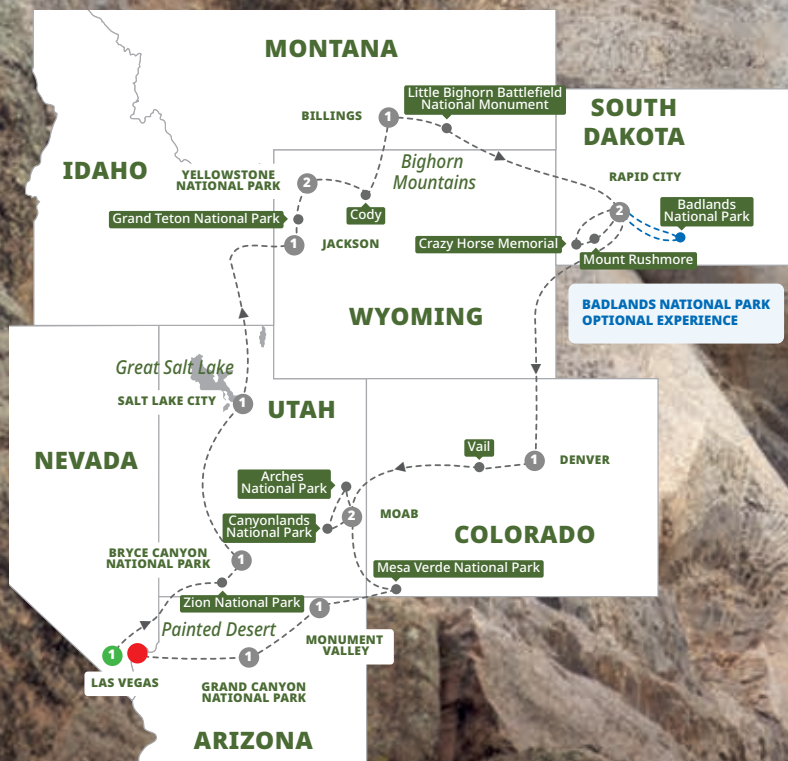 MONTANA
Little Bighorn Battlefield
National Monument
BILLINGS
1
SOUTH
DAKOTA
IDAHO
YELLOWSTONE
NATIONAL PARK
2
Bighorn
Mountains
RAPID CITY
2
Badlands
National Park
Cody
Grand Teton National Park
1
JACKSON
Crazy Horse Memorial
Mount Rushmore
WYOMING
BADLANDS NATIONAL PARK
OPTIONAL EXPERIENCE
Great Salt Lake
SALT LAKE CITY
1
UTAH
NEVADA
Vail
1
DENVER
Arches
National Park
Canyonlands
National Park
2
MOAB
COLORADO
BRYCE CANYON
NATIONAL PARK
1
Mesa Verde National Park
Zion National Park
1
Painted Desert
MONUMENT
VALLEY
1
LAS VEGAS
1
GRAND CANYON
NATIONAL PARK
ARIZONA